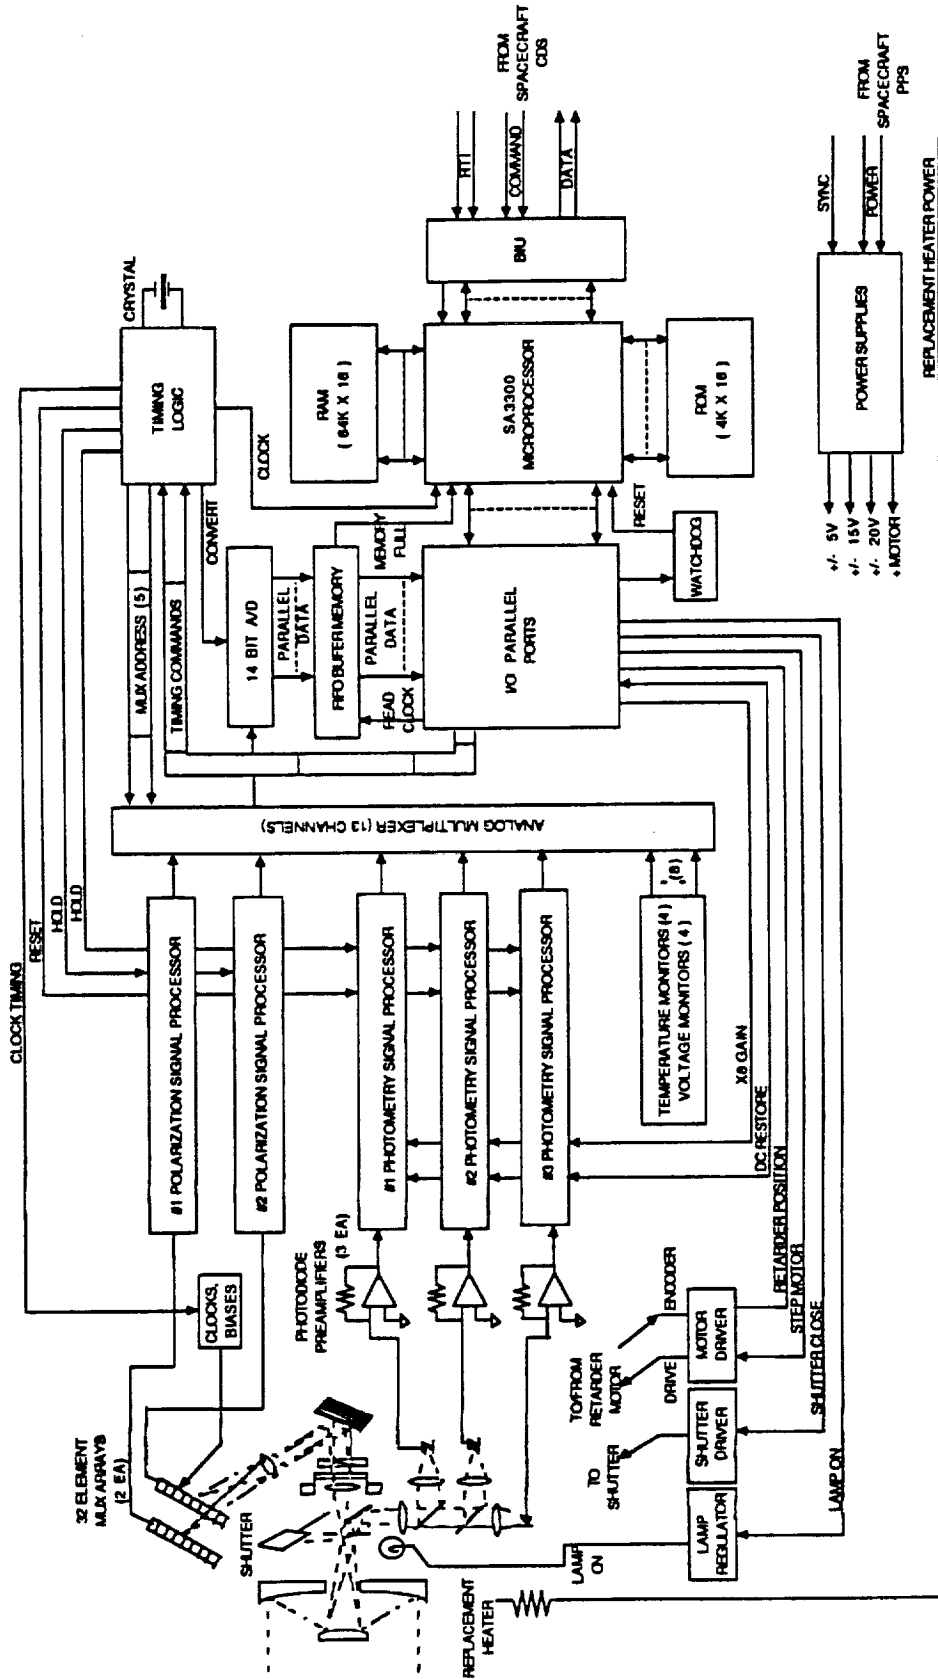 32 ELEMENT
MUX ARRAYS
(2 EA)
SHUTTER
REPLACEMENT
HEATER
CLOCKS,
BIASES
PHOTODIODE
PREAMPLIFIERS
(3 EA)
LAMP
ON
TO
SHUTTER
TO/FROM
RETARDER
MOTOR
DRIVE
ENCODER
LAMP
REGULATOR
SHUTTER
DRIVER
MOTOR
DRIVER
CLOCK TIMING
RESET
HOLD
HOLD
#1 POLARIZATION SIGNAL PROCESSOR
#2 POLARIZATION SIGNAL PROCESSOR
#1 PHOTOMETRY SIGNAL PROCESSOR
#2 PHOTOMETRY SIGNAL PROCESSOR
#3 PHOTOMETRY SIGNAL PROCESSOR
TEMPERATURE MONITORS (4)
VOLTAGE MONITORS (4)
(8)
X8 GAIN
DC RESTORE
RETARDER POSITION
STEP MOTOR
SHUTTER CLOSE
LAMP ON
ANALOG MULTIPLEXER (13 CHANNELS)
MUX ADDRESS (5)
TIMING COMMANDS
CONVERT
14 BIT A/D
PARALLEL
DATA
FIFO BUFER MEMORY
READ
CLOCK
PARALLEL
DATA
MEMORY
FULL
CLOCK
TIMING
LOGIC
CRYSTAL
I/O PARALLEL
PORTS
WATCHDOG
RESET
RAM
(64K X 16)
SA3300
MICROPROCESSOR
ROM
(4K X 16)
BIU
RTI
COMMAND
DATA
FROM
SPACECRAFT
CDS
+/- 5V
+/- 15V
+/- 20V
+ MOTOR
POWER SUPPLIES
SYNC
POWER
FROM
SPACECRAFT
PPS
REPLACEMENT HEATER POWER